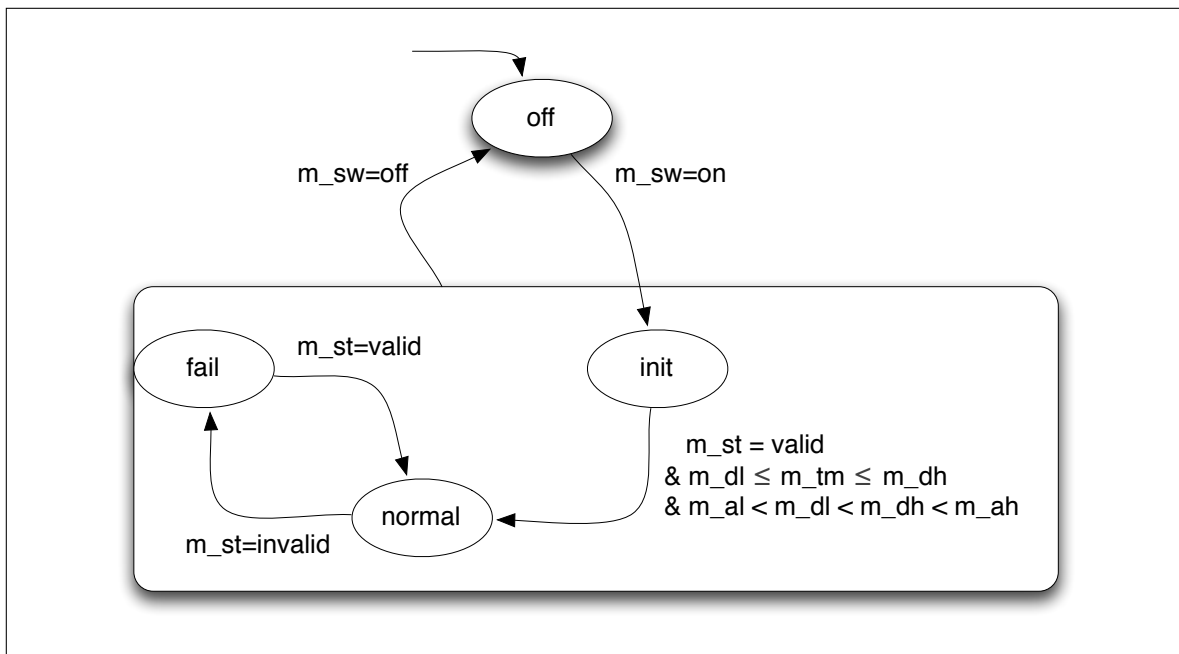 off
m_sw=off
m_sw=on
fail
m_st=valid
init
m_st = valid
& m_dl ≤ m_tm ≤ m_dh
& m_al < m_dl < m_dh < m_ah
normal
m_st=invalid